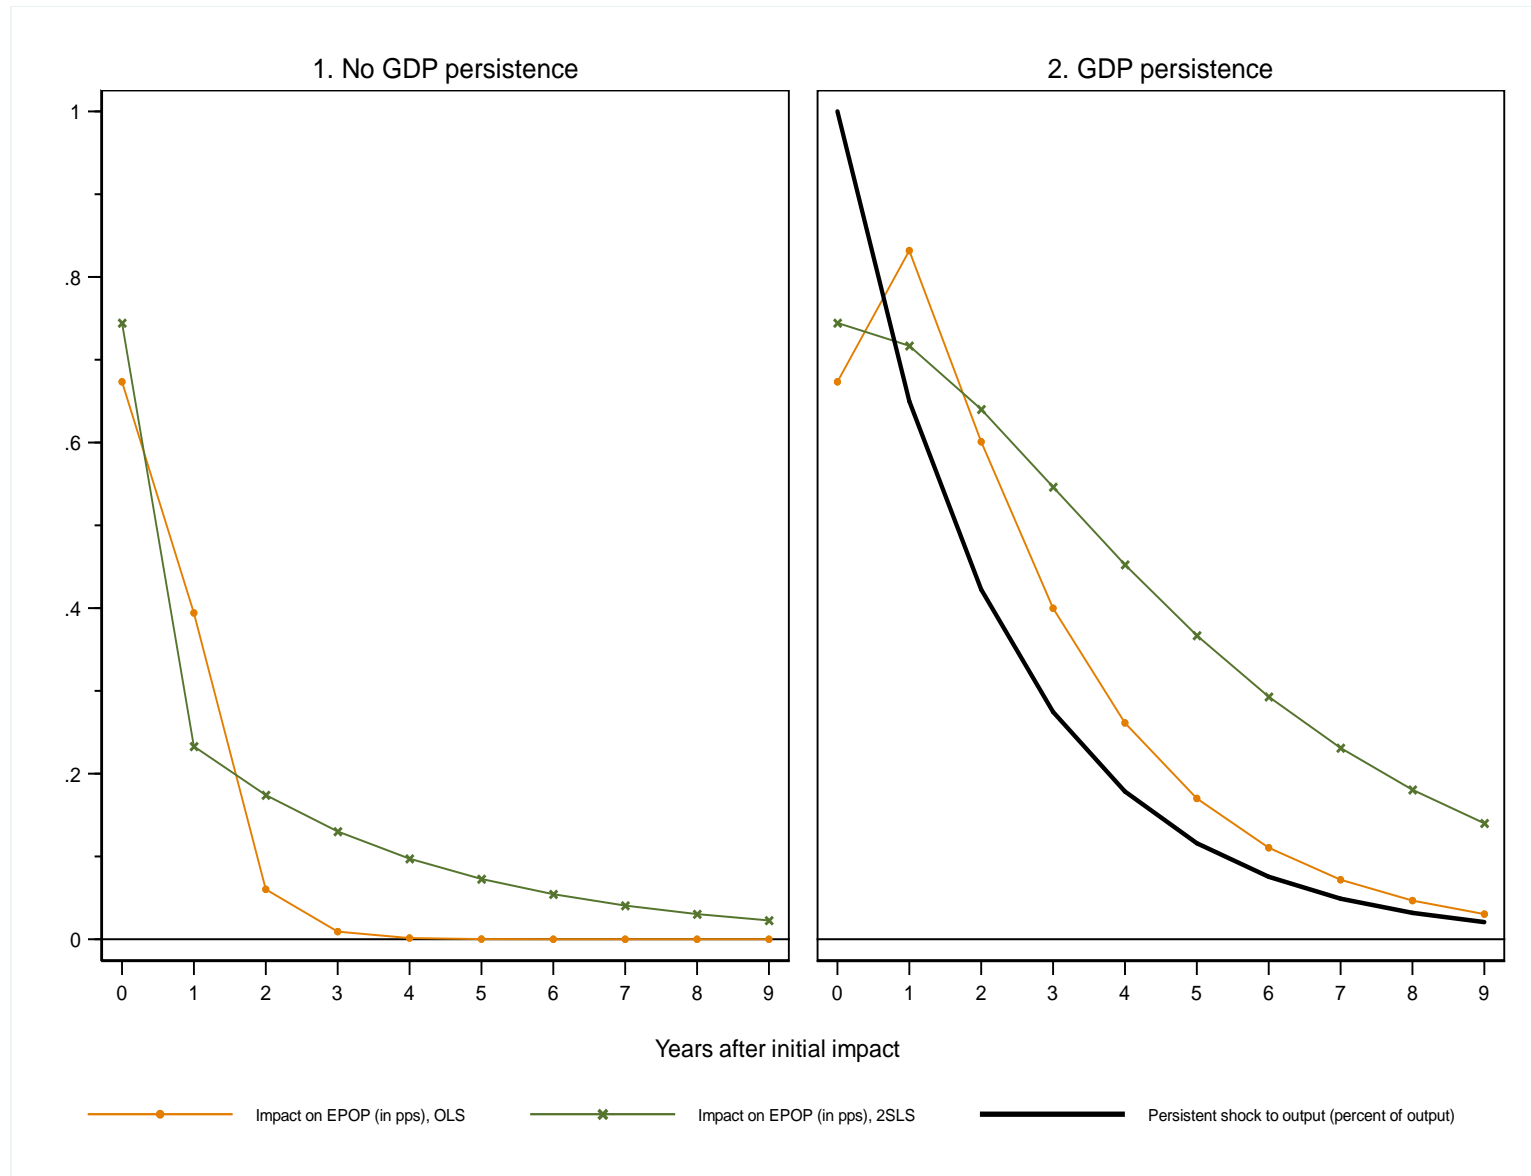 1. No GDP persistence
2. GDP persistence
1
.8
.6
.4
.2
0
0 1 2 3 4 5 6 7 8 9
0 1 2 3 4 5 6 7 8 9
Years after initial impact
Impact on EPOP (in pps), OLS
Impact on EPOP (in pps), 2SLS
Persistent shock to output (percent of output)